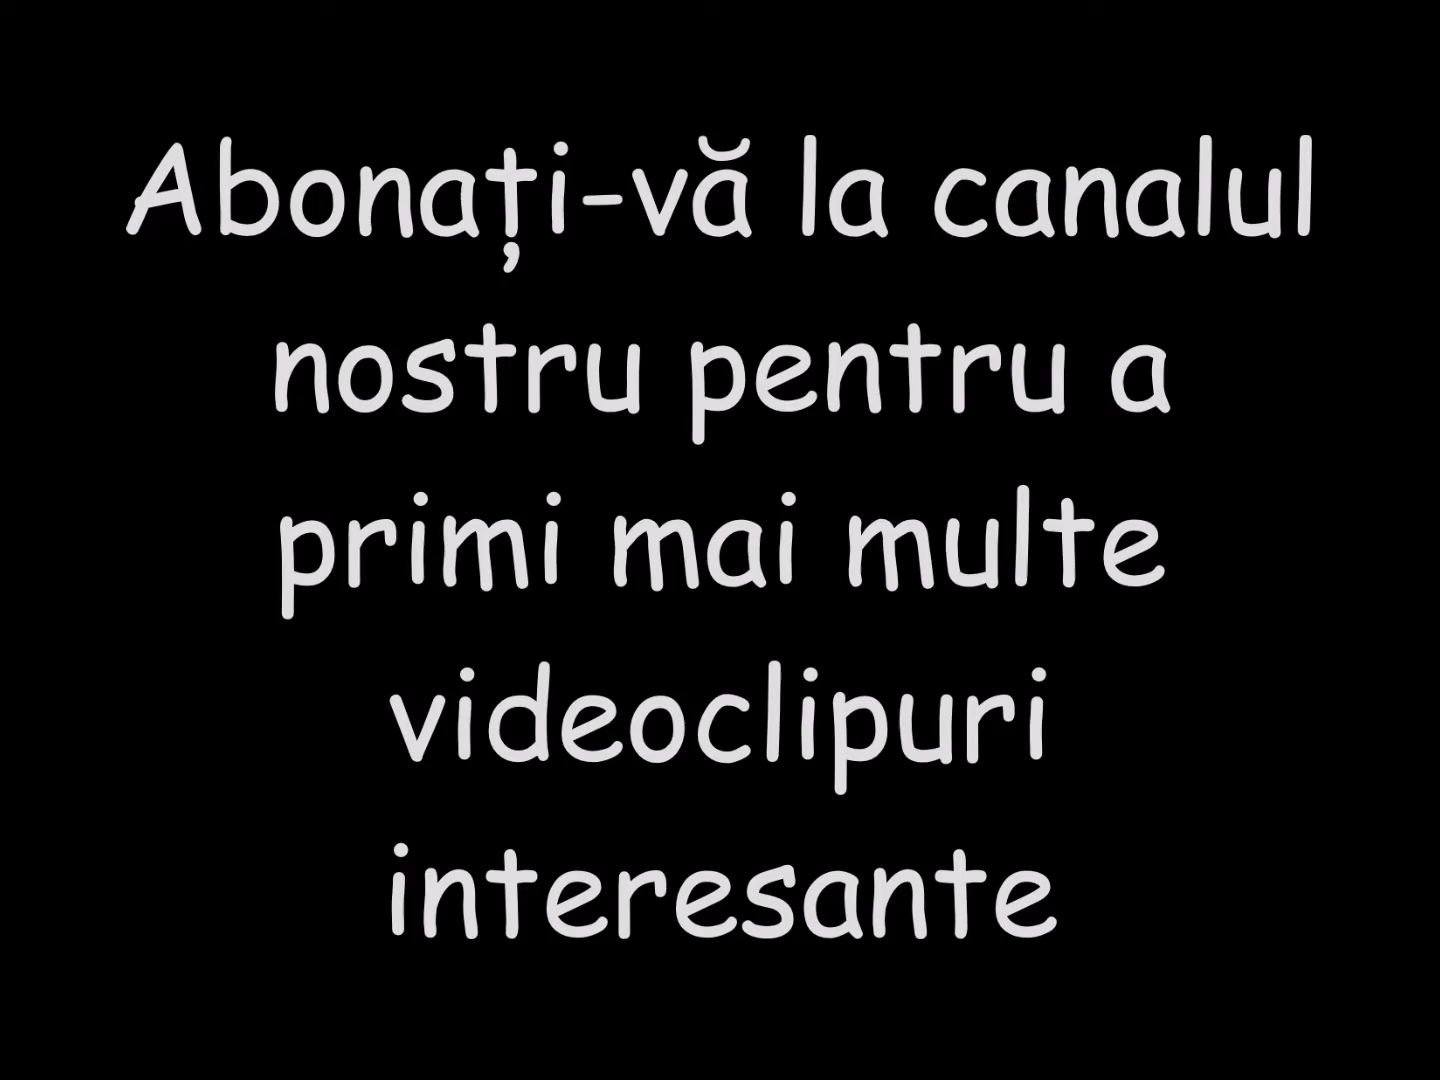 Abonați-vă la canalul
nostru pentru a
primi mai multe
videoclipuri
interesante